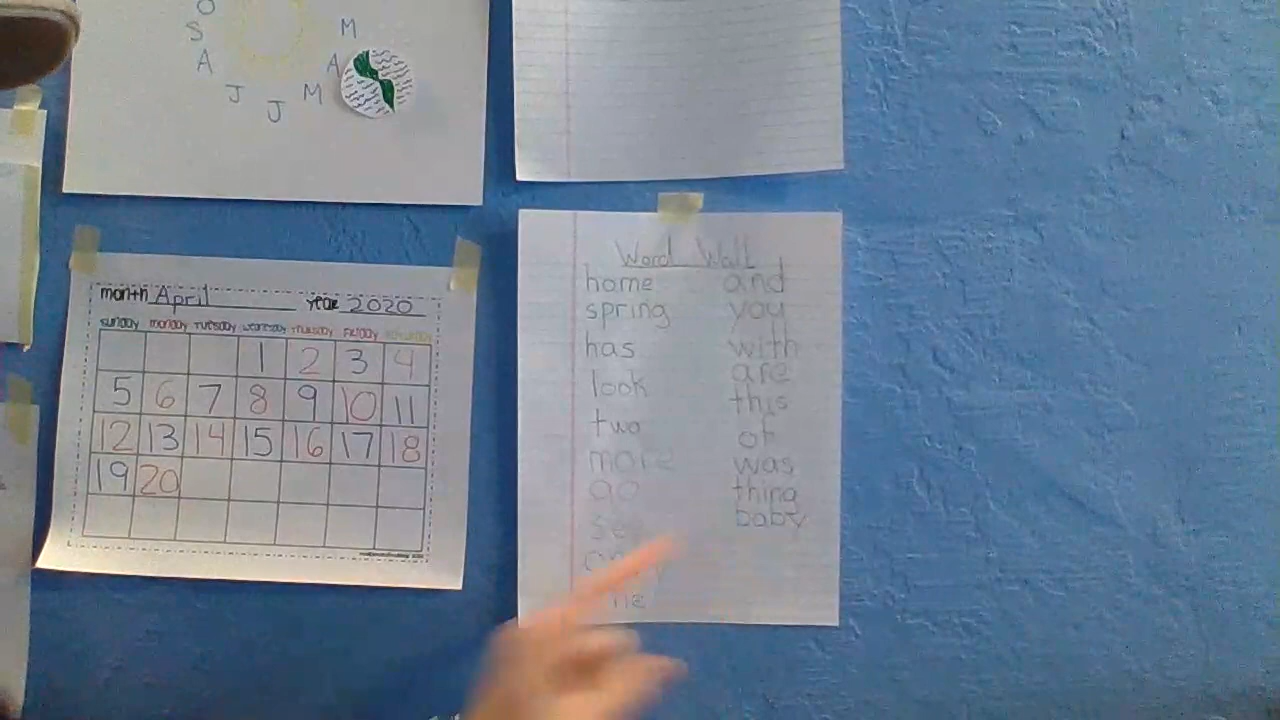 O
S
M
A
A
J
M
J
month April year 2020
Sunday Monday Tuesday Wednesday Thursday Friday Saturday
1 2 3 4
5 6 7 8 9 10 11
12 13 14 15 16 17 18
19 20
Word Wall
home and
spring you
has with
look are
two this
more of
go was
see thing
baby